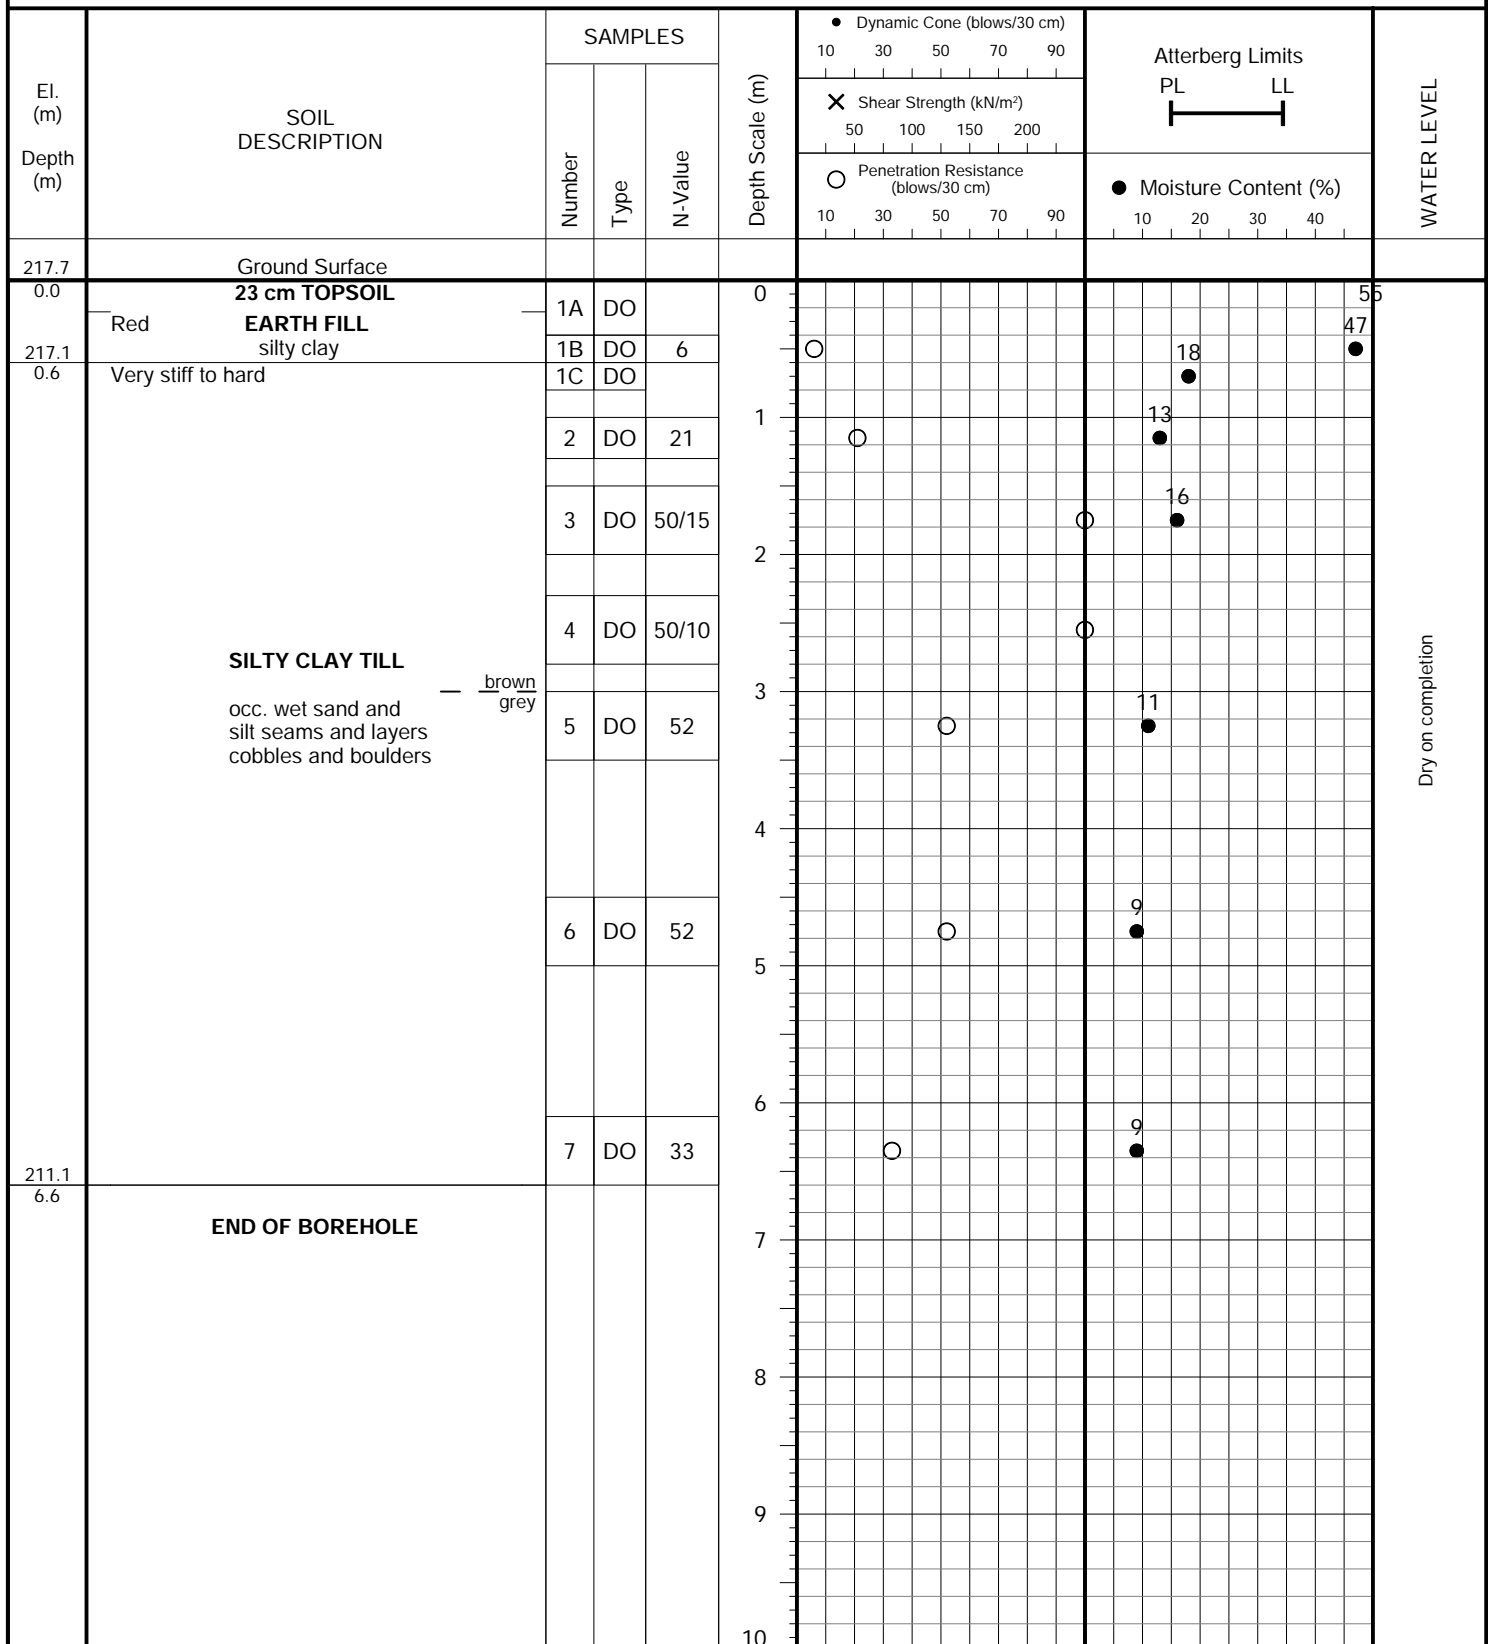 El.
(m)
Depth
(m)
SOIL
DESCRIPTION
SAMPLES
Number
Type
N-Value
Depth Scale (m)
● Dynamic Cone (blows/30 cm)
10 30 50 70 90
✕ Shear Strength (kN/m²)
50 100 150 200
○ Penetration Resistance
(blows/30 cm)
10 30 50 70 90
Atterberg Limits
PL LL
● Moisture Content (%)
10 20 30 40
WATER LEVEL
217.7 Ground Surface
0.0 23 cm TOPSOIL
1A DO
0
55
Red EARTH FILL
47
217.1 silty clay
1B DO 6
18
0.6 Very stiff to hard
1C DO
1
13
2 DO 21
16
3 DO 50/15
2
4 DO 50/10
SILTY CLAY TILL
brown
grey
3
11
occ. wet sand and
silt seams and layers
cobbles and boulders
5 DO 52
Dry on completion
4
9
6 DO 52
5
6
9
7 DO 33
211.1
6.6
END OF BOREHOLE
7
8
9
10